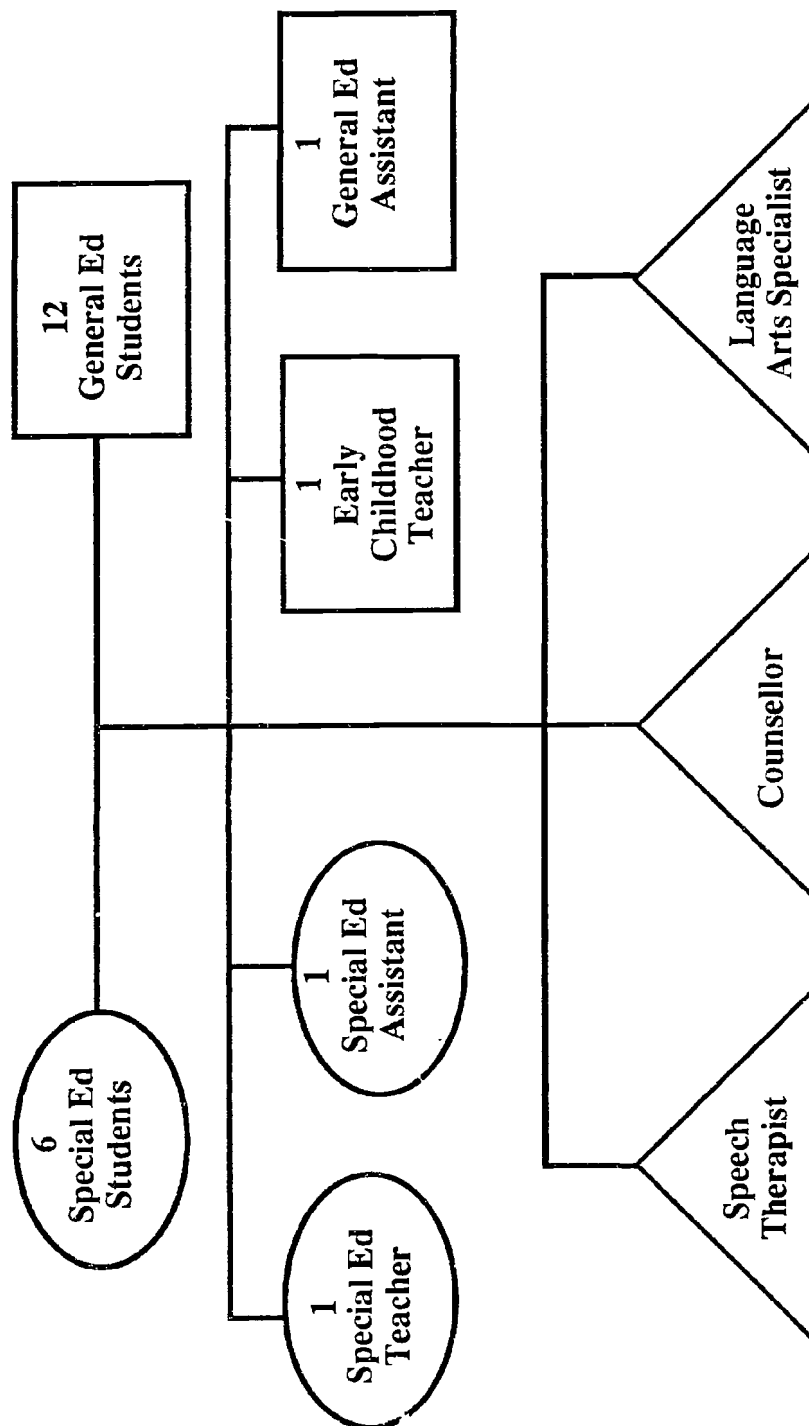 6
Special Ed
Students
12
General Ed
Students
1
Special Ed
Teacher
1
Special Ed
Assistant
1
Early
Childhood
Teacher
1
General Ed
Assistant
Speech
Therapist
Counsellor
Language
Arts Specialist